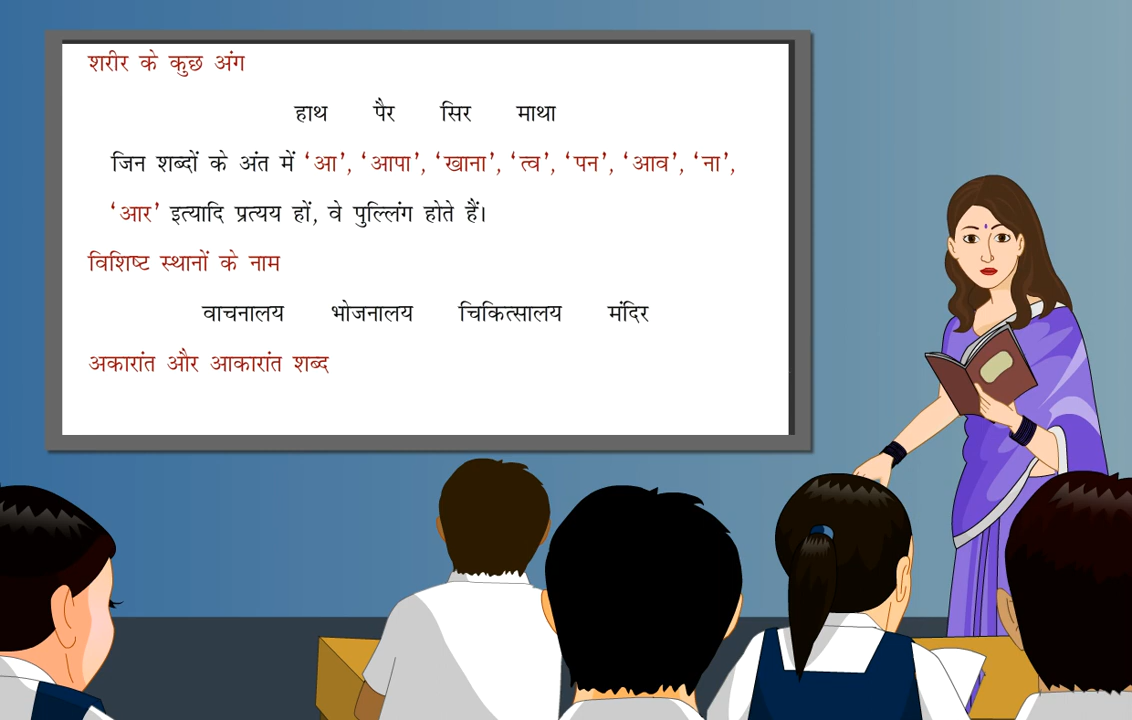 शरीर के कुछ अंग
हाथ पैर सिर माथा
जिन शब्दों के अंत में ‘आ’, ‘आपा’, ‘खाना’, ‘त्व’, ‘पन’, ‘आव’, ‘ना’,
‘आर’ इत्यादि प्रत्यय हों, वे पुल्लिंग होते हैं।
विशिष्ट स्थानों के नाम
वाचनालय भोजनालय चिकित्सालय मंदिर
अकारांत और आकारांत शब्द